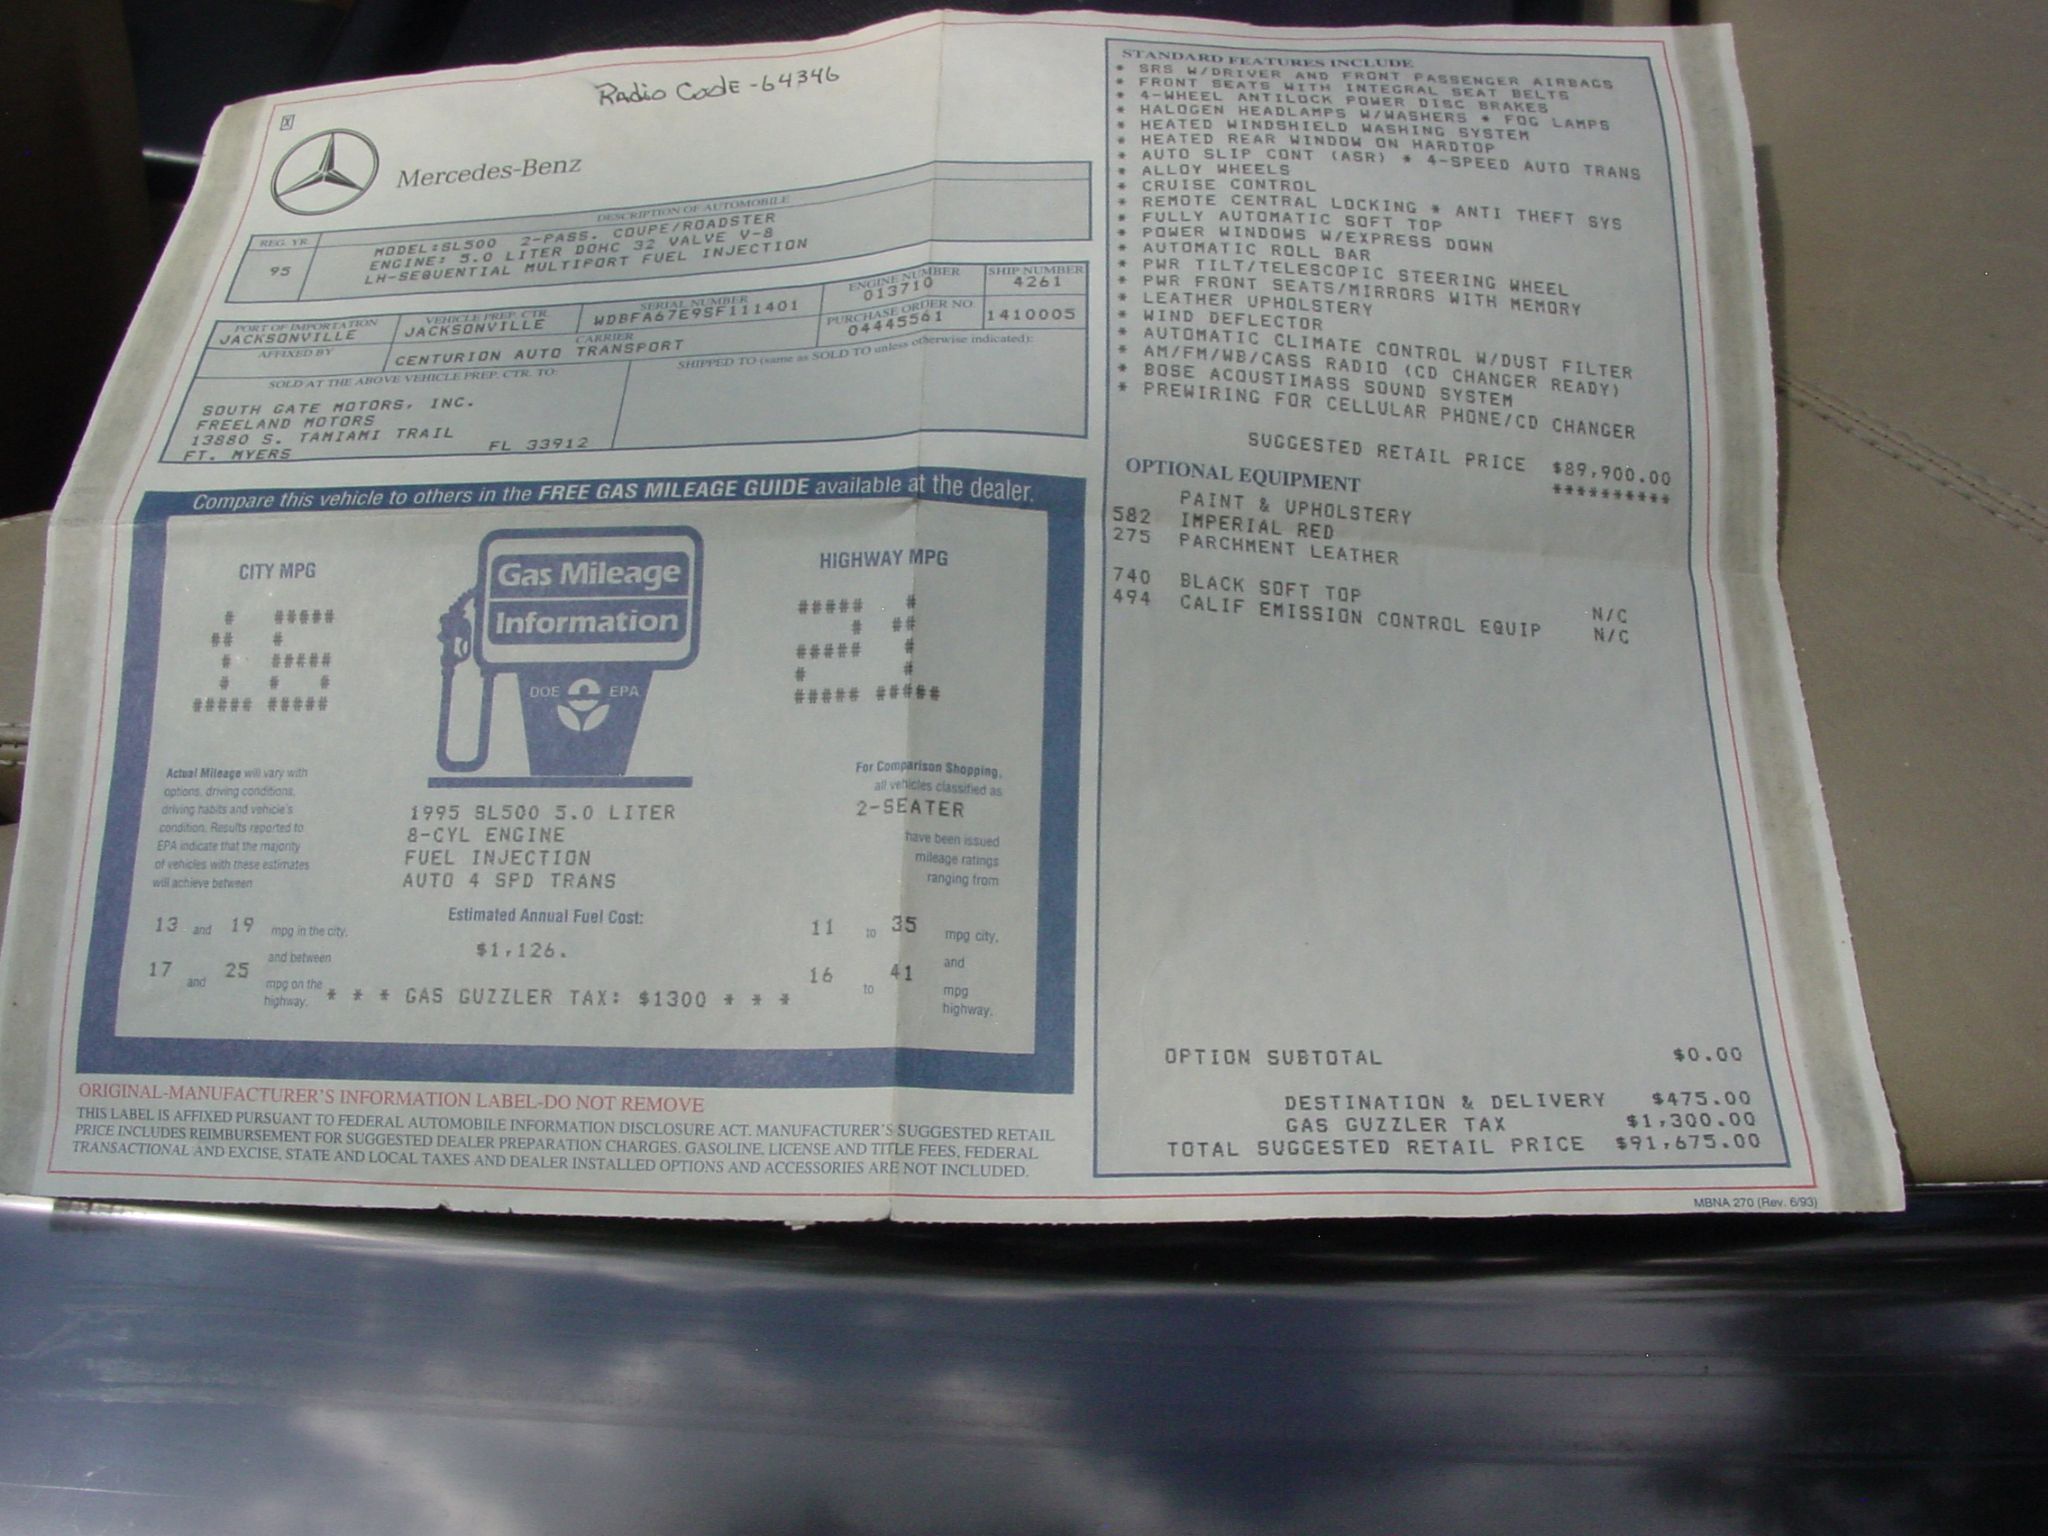 Radio Code - 64346
X
Mercedes-Benz
DESCRIPTION OF AUTOMOBILE
REG. YR.
95
MODEL:SL500 2-PASS. COUPE/ROADSTER
ENGINE: 5.0 LITER DOHC 32 VALVE V-8
LH-SEQUENTIAL MULTIPORT FUEL INJECTION
PORT OF IMPORTATION
JACKSONVILLE
VEHICLE PREP. CTR.
JACKSONVILLE
SERIAL NUMBER
WDBFA67E9SF111401
ENGINE NUMBER
013710
SHIP NUMBER
4261
AFFIXED BY
CARRIER
CENTURION AUTO TRANSPORT
PURCHASE ORDER NO.
04445561
1410005
SOLD AT THE ABOVE VEHICLE PREP. CTR. TO:
SHIPPED TO (same as SOLD TO unless otherwise indicated):
SOUTH GATE MOTORS, INC.
FREELAND MOTORS
13880 S. TAMIAMI TRAIL
FT. MYERS FL 33912
Compare this vehicle to others in the FREE GAS MILEAGE GUIDE available at the dealer.
CITY MPG
16
Gas Mileage
Information
DOE EPA
HIGHWAY MPG
21
Actual Mileage will vary with
options, driving conditions,
driving habits and vehicle's
condition. Results reported to
EPA indicate that the majority
of vehicles with these estimates
will achieve between
13 and 19 mpg in the city,
and between
17 and 25 mpg on the
highway.
1995 SL500 5.0 LITER
8-CYL ENGINE
FUEL INJECTION
AUTO 4 SPD TRANS
Estimated Annual Fuel Cost:
$1,126.
* * * GAS GUZZLER TAX: $1300 * * *
For Comparison Shopping,
all vehicles classified as
2-SEATER
have been issued
mileage ratings
ranging from
11 to 35 mpg city,
and
16 to 41 mpg
highway.
ORIGINAL-MANUFACTURER'S INFORMATION LABEL-DO NOT REMOVE
THIS LABEL IS AFFIXED PURSUANT TO FEDERAL AUTOMOBILE INFORMATION DISCLOSURE ACT. MANUFACTURER'S SUGGESTED RETAIL
PRICE INCLUDES REIMBURSEMENT FOR SUGGESTED DEALER PREPARATION CHARGES. GASOLINE, LICENSE AND TITLE FEES, FEDERAL
TRANSACTIONAL AND EXCISE, STATE AND LOCAL TAXES AND DEALER INSTALLED OPTIONS AND ACCESSORIES ARE NOT INCLUDED.
STANDARD FEATURES INCLUDE
* SRS W/DRIVER AND FRONT PASSENGER AIRBAGS
* FRONT SEATS WITH INTEGRAL SEAT BELTS
* 4-WHEEL ANTILOCK POWER DISC BRAKES
* HALOGEN HEADLAMPS W/WASHERS * FOG LAMPS
* HEATED WINDSHIELD WASHING SYSTEM
* HEATED REAR WINDOW ON HARDTOP
* AUTO SLIP CONT (ASR) * 4-SPEED AUTO TRANS
* ALLOY WHEELS
* CRUISE CONTROL
* REMOTE CENTRAL LOCKING * ANTI THEFT SYS
* FULLY AUTOMATIC SOFT TOP
* POWER WINDOWS W/EXPRESS DOWN
* AUTOMATIC ROLL BAR
* PWR TILT/TELESCOPIC STEERING WHEEL
* PWR FRONT SEATS/MIRRORS WITH MEMORY
* LEATHER UPHOLSTERY
* WIND DEFLECTOR
* AUTOMATIC CLIMATE CONTROL W/DUST FILTER
* AM/FM/WB/CASS RADIO (CD CHANGER READY)
* BOSE ACOUSTIMASS SOUND SYSTEM
* PREWIRING FOR CELLULAR PHONE/CD CHANGER
SUGGESTED RETAIL PRICE $89,900.00
**********
OPTIONAL EQUIPMENT
PAINT & UPHOLSTERY
582 IMPERIAL RED
275 PARCHMENT LEATHER
740 BLACK SOFT TOP N/C
494 CALIF EMISSION CONTROL EQUIP N/C
OPTION SUBTOTAL $0.00
DESTINATION & DELIVERY $475.00
GAS GUZZLER TAX $1,300.00
TOTAL SUGGESTED RETAIL PRICE $91,675.00
MBNA 270 (Rev. 6/93)